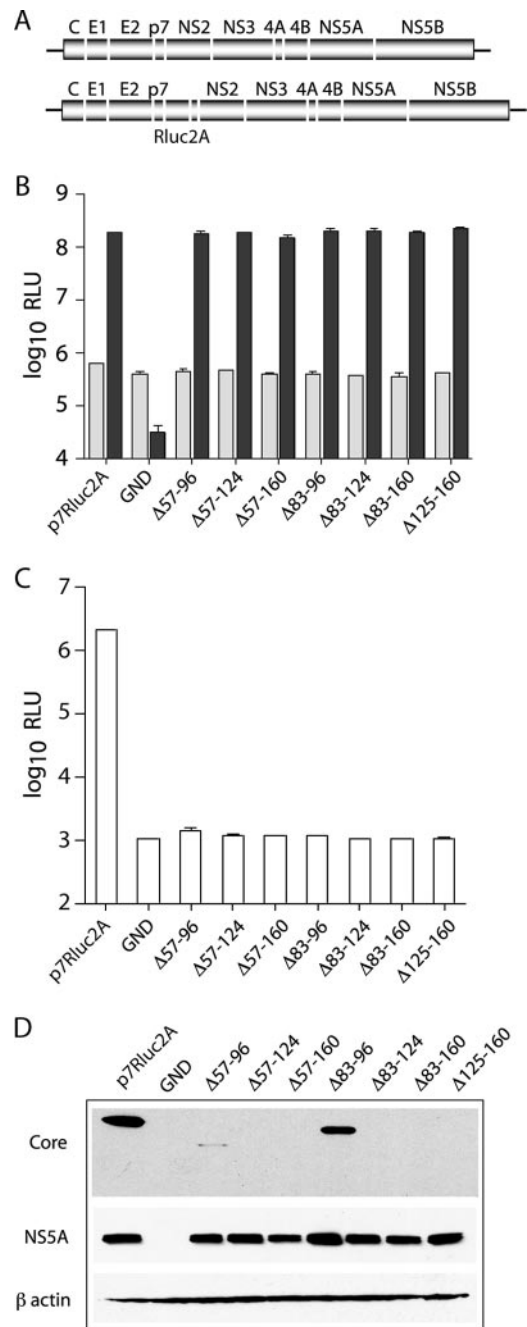 A
C E1 E2 p7 NS2 NS3 4A 4B NS5A NS5B
C E1 E2 p7 NS2 NS3 4A 4B NS5A NS5B
Rluc2A
B
9
8
7
6
5
4
log10 RLU
p7Rluc2A GND Δ57-96 Δ57-124 Δ57-160 Δ83-96 Δ83-124 Δ83-160 Δ125-160
C
7
6
5
4
3
2
log10 RLU
p7Rluc2A GND Δ57-96 Δ57-124 Δ57-160 Δ83-96 Δ83-124 Δ83-160 Δ125-160
D
p7Rluc2A GND Δ57-96 Δ57-124 Δ57-160 Δ83-96 Δ83-124 Δ83-160 Δ125-160
Core
NS5A
β actin